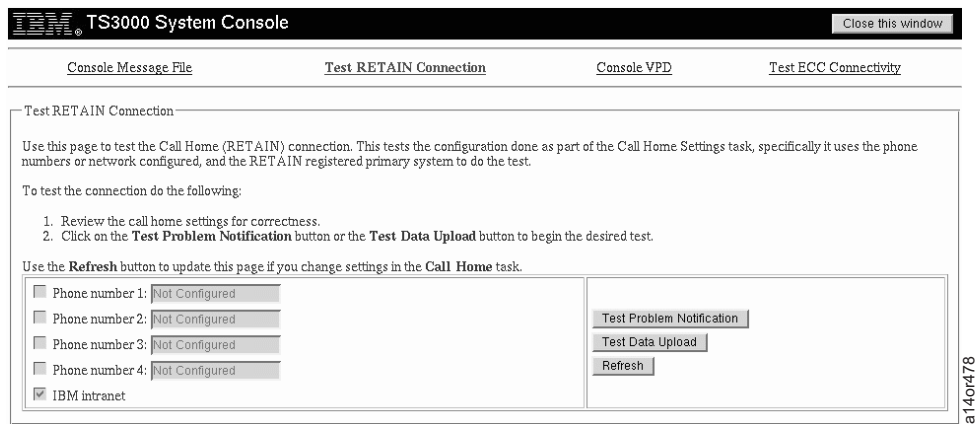 IBM® TS3000 System Console
Close this window
Console Message File
Test RETAIN Connection
Console VPD
Test ECC Connectivity
Test RETAIN Connection
Use this page to test the Call Home (RETAIN) connection. This tests the configuration done as part of the Call Home Settings task, specifically it uses the phone
numbers or network configured, and the RETAIN registered primary system to do the test.
To test the connection do the following:
1. Review the call home settings for correctness.
2. Click on the Test Problem Notification button or the Test Data Upload button to begin the desired test.
Use the Refresh button to update this page if you change settings in the Call Home task.
Phone number 1: Not Configured
Phone number 2: Not Configured
Phone number 3: Not Configured
Phone number 4: Not Configured
IBM intranet
Test Problem Notification
Test Data Upload
Refresh
a14or478